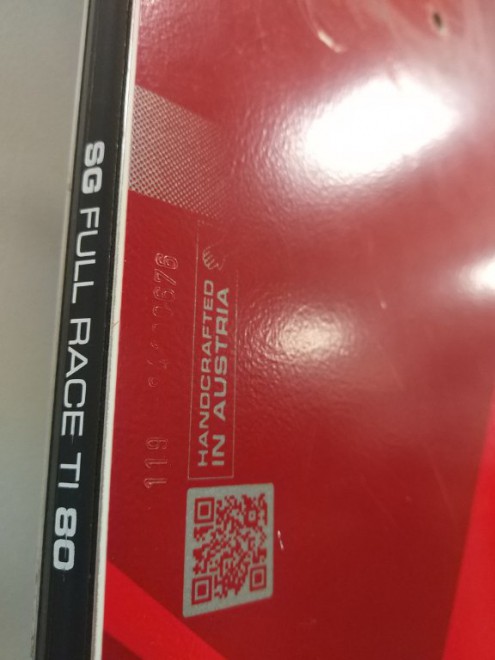 SG FULL RACE TI 80
HANDCRAFTED
IN AUSTRIA